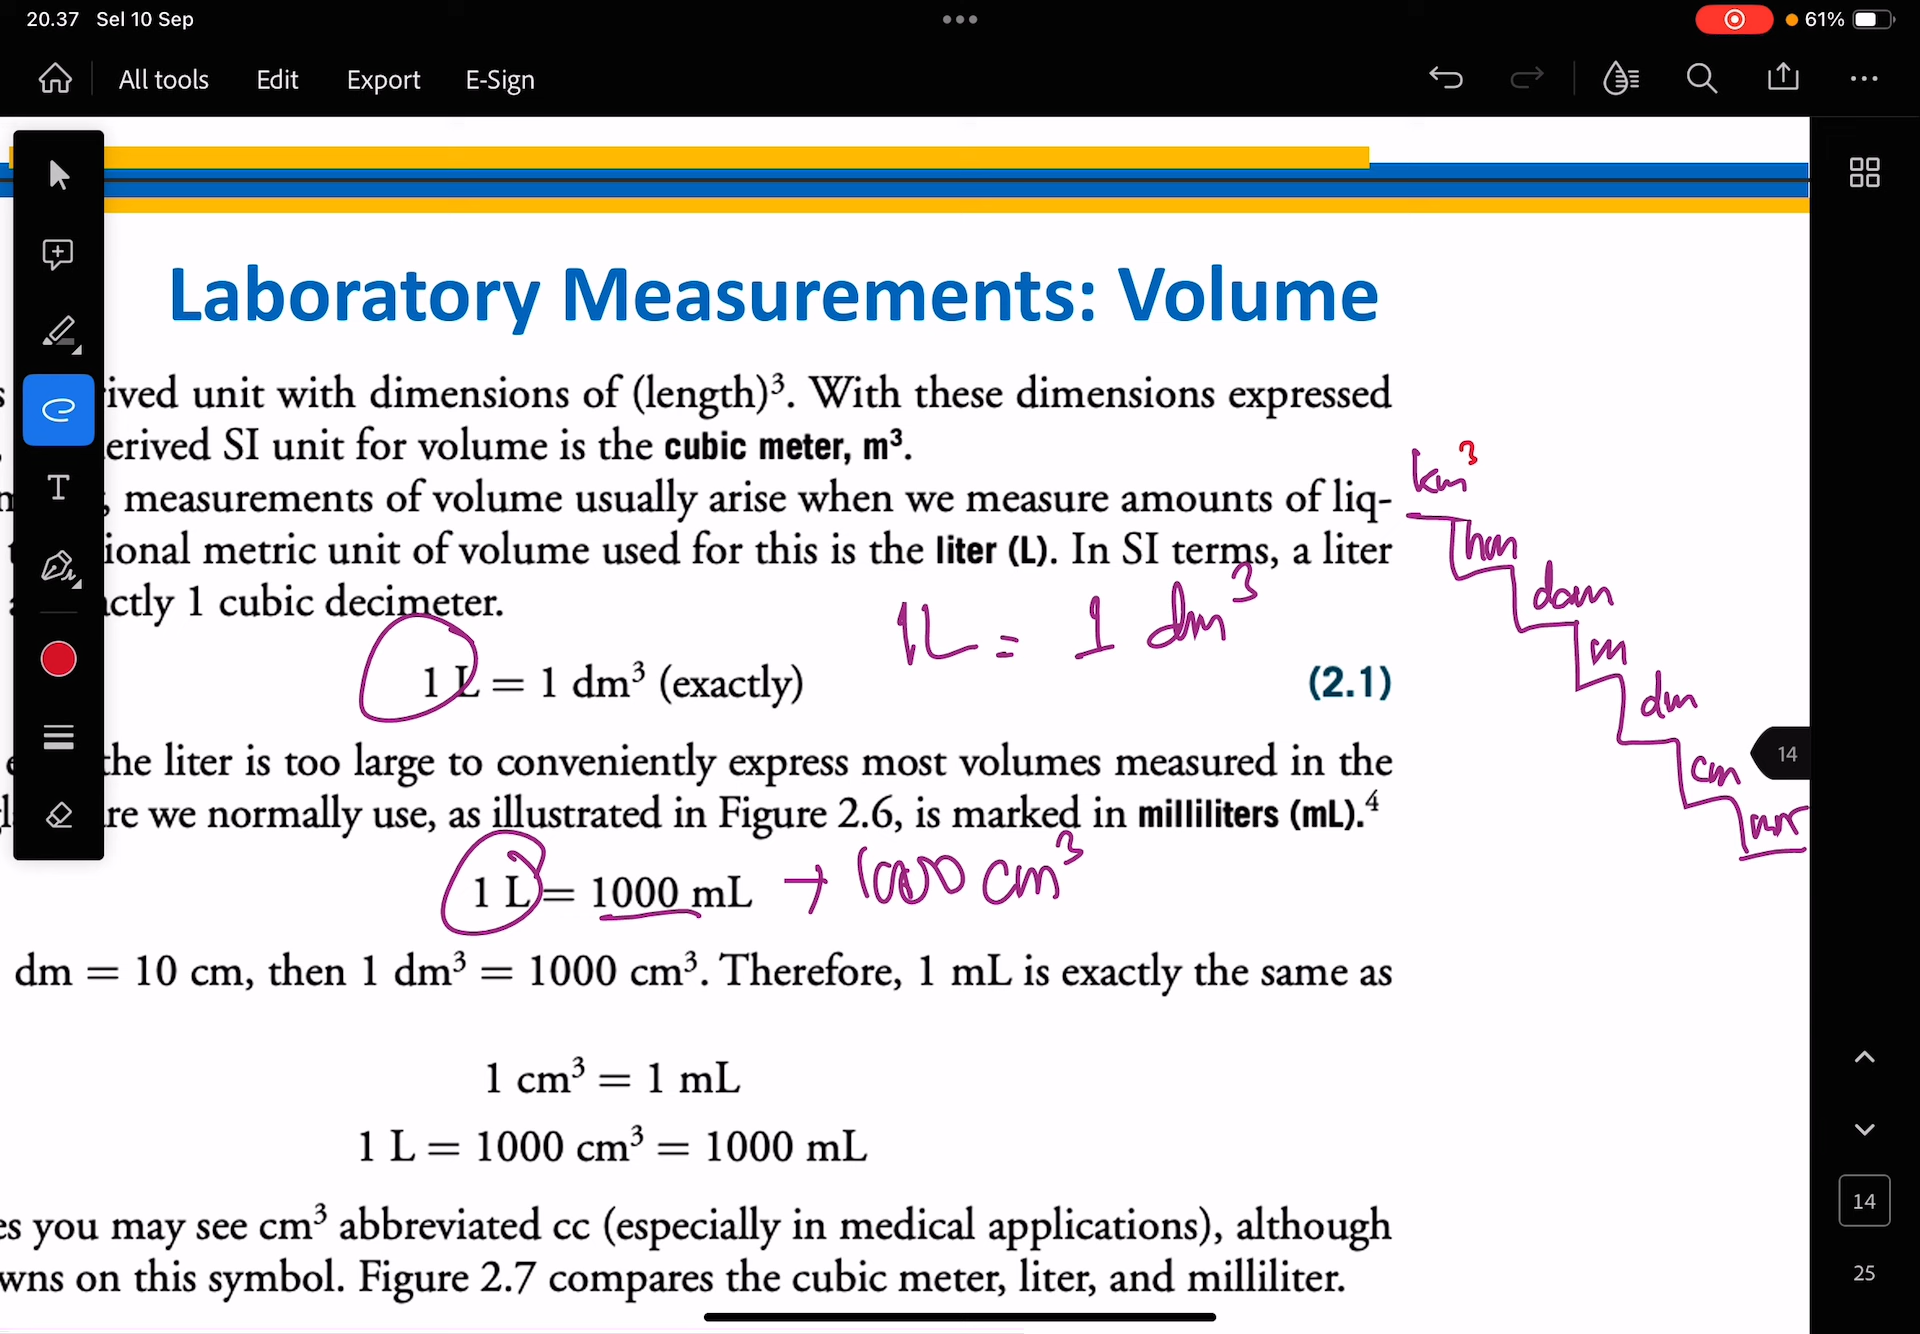 20.37 Sel 10 Sep
61%
All tools Edit Export E-Sign
Laboratory Measurements: Volume
ived unit with dimensions of (length)³. With these dimensions expressed
erived SI unit for volume is the cubic meter, m³.
km³
, measurements of volume usually arise when we measure amounts of liq-
ional metric unit of volume used for this is the liter (L). In SI terms, a liter
hm
ctly 1 cubic decimeter.
dam
1L = 1 dm³
m
1 L = 1 dm³ (exactly) (2.1)
dm
the liter is too large to conveniently express most volumes measured in the
14
cm
re we normally use, as illustrated in Figure 2.6, is marked in milliliters (mL).⁴
1 L = 1000 mL → 1000 cm³
dm = 10 cm, then 1 dm³ = 1000 cm³. Therefore, 1 mL is exactly the same as
1 cm³ = 1 mL
1 L = 1000 cm³ = 1000 mL
14
es you may see cm³ abbreviated cc (especially in medical applications), although
wns on this symbol. Figure 2.7 compares the cubic meter, liter, and milliliter.
25